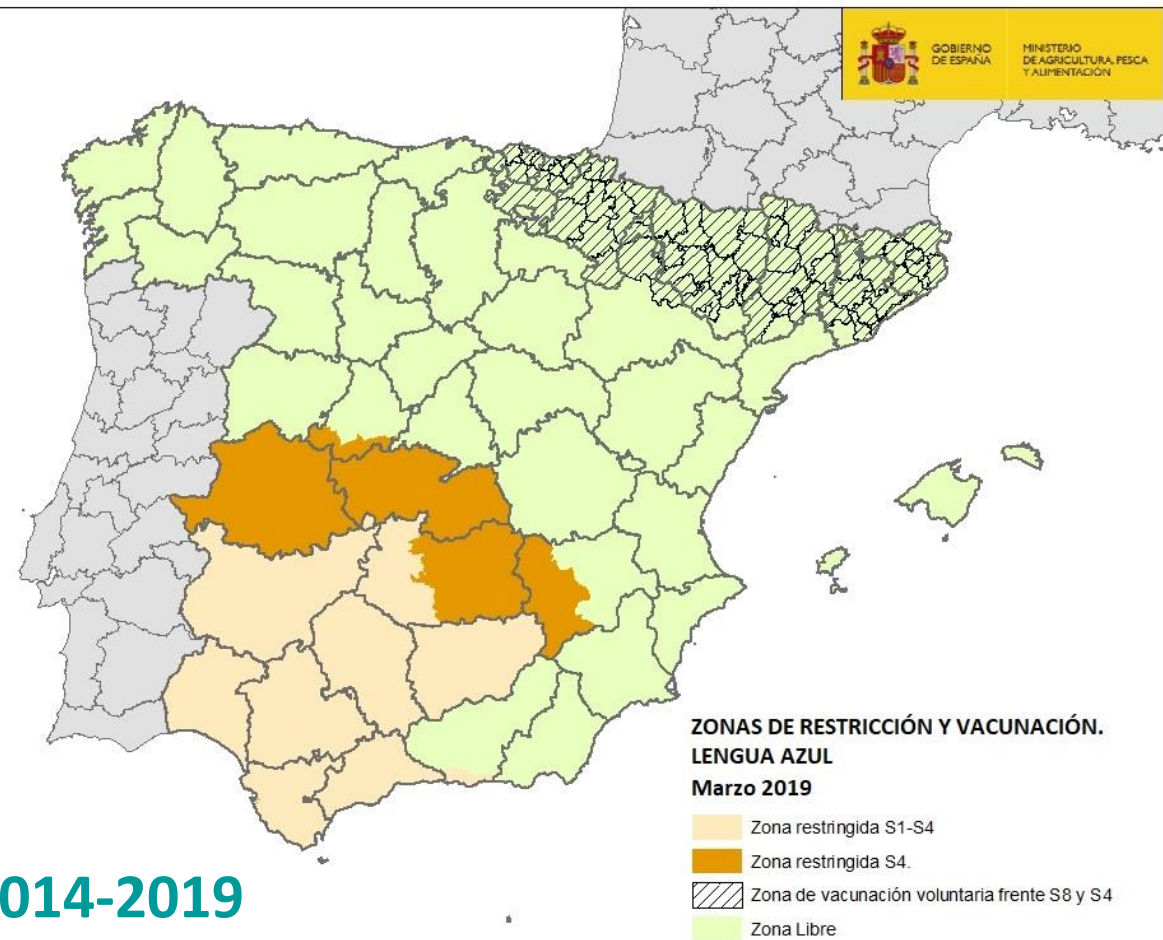 GOBIERNO
DE ESPAÑA
MINISTERIO
DE AGRICULTURA, PESCA
Y ALIMENTACIÓN
ZONAS DE RESTRICCIÓN Y VACUNACIÓN.
LENGUA AZUL
Marzo 2019
Zona restringida S1-S4
Zona restringida S4.
Zona de vacunación voluntaria frente S8 y S4
Zona Libre
014-2019